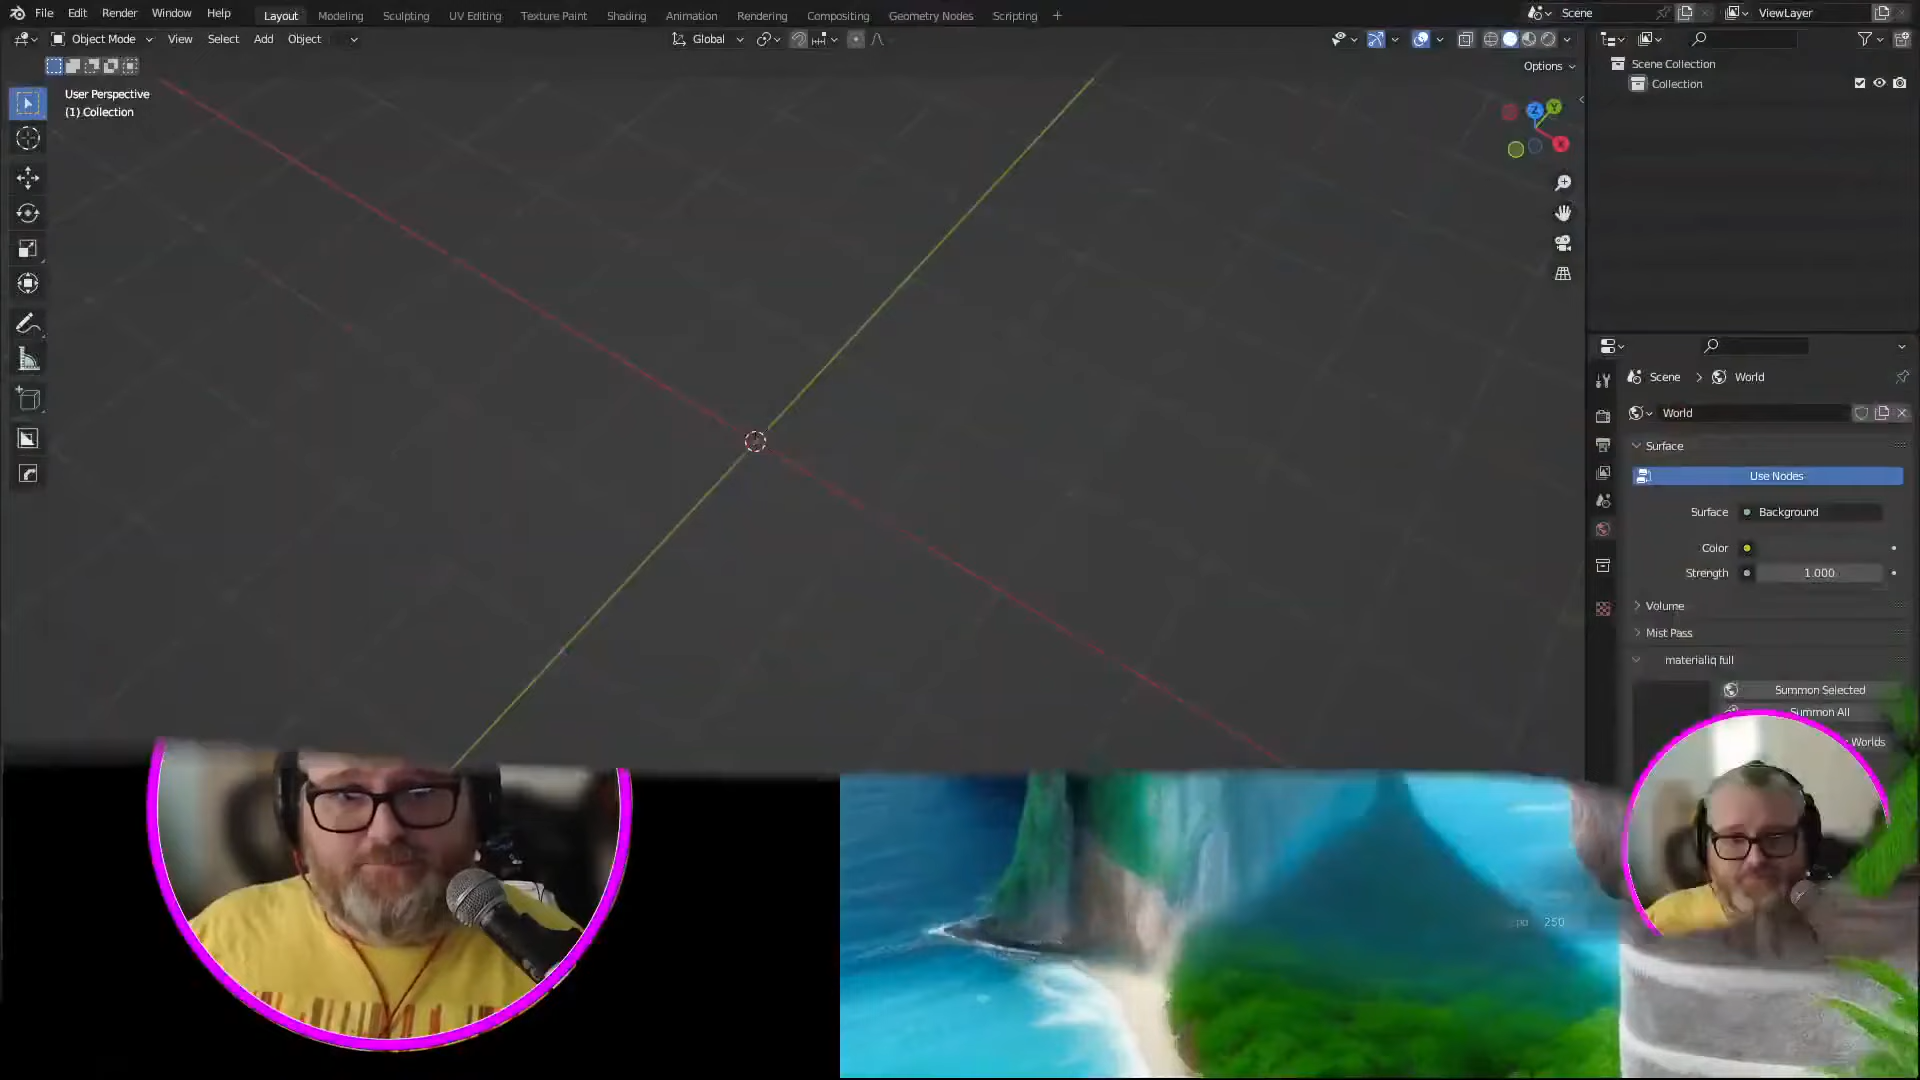 File Edit Render Window Help
Layout Modeling Sculpting UV Editing Texture Paint Shading Animation Rendering Compositing Geometry Nodes Scripting +
Scene
ViewLayer
Object Mode View Select Add Object
Global
Options
User Perspective
(1) Collection
Z
Y
X
Scene Collection
Collection
Scene > World
World
Surface
Use Nodes
Surface Background
Color
Strength 1.000
Volume
Mist Pass
materialiq full
Summon Selected
Summon All
Worlds
250